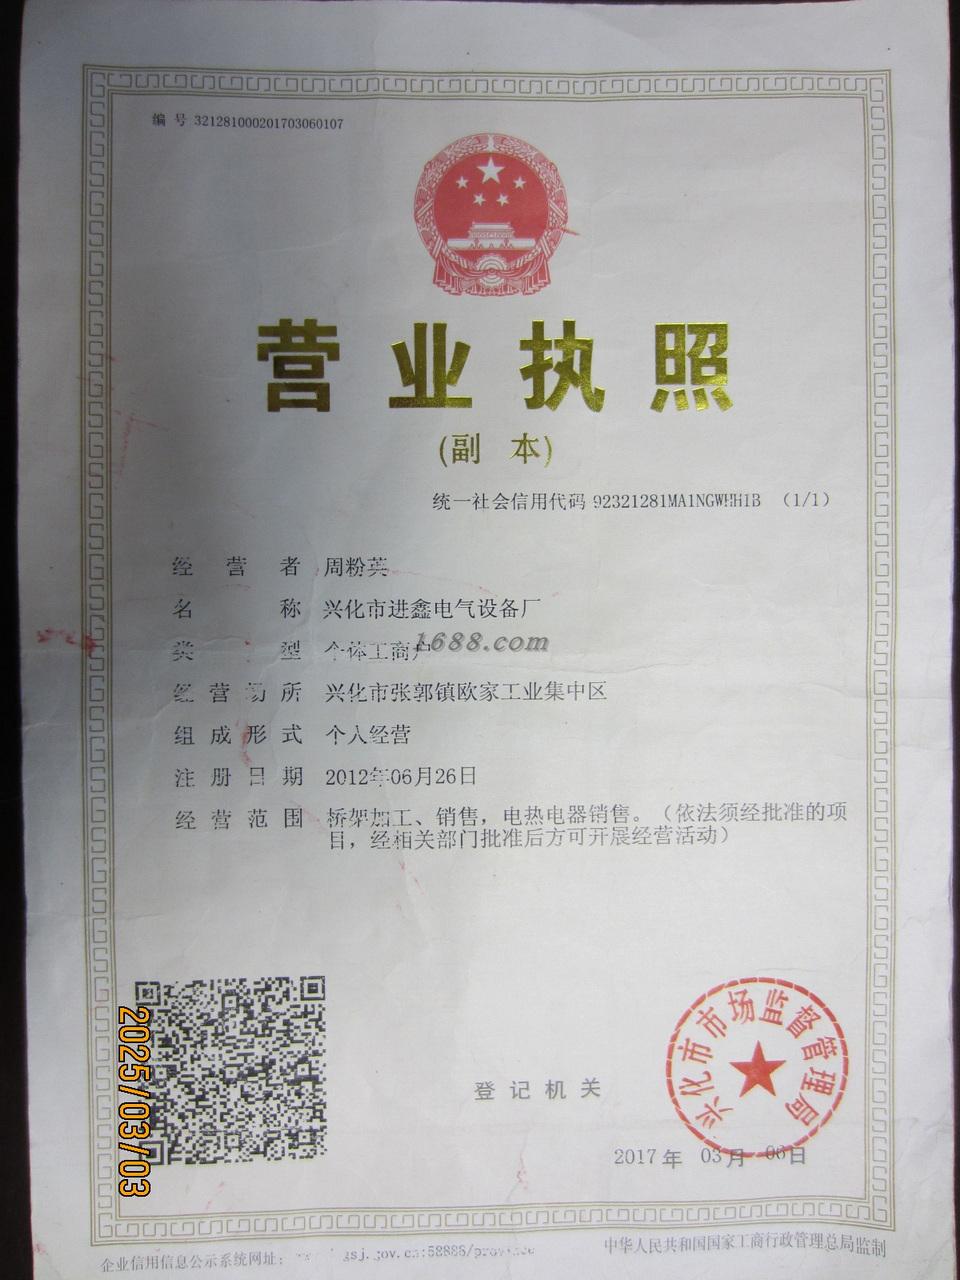 编 号 321281000201703060107
营业执照
(副 本)
统一社会信用代码 92321281MA1NGWHH1B （1/1）
经营者 周粉英
名称 兴化市进鑫电气设备厂
类型 个体工商户
1688.com
经营场所 兴化市张郭镇欧家工业集中区
组成形式 个人经营
注册日期 2012年06月26日
经营范围 桥架加工、销售，电热电器销售。（依法须经批准的项
目，经相关部门批准后方可开展经营活动）
兴化市市场监督管理局
登记机关
2017年 03月 06日
2025/03/03
企业信用信息公示系统网址： gsj.gov.cn:58888/province
中华人民共和国国家工商行政管理总局监制